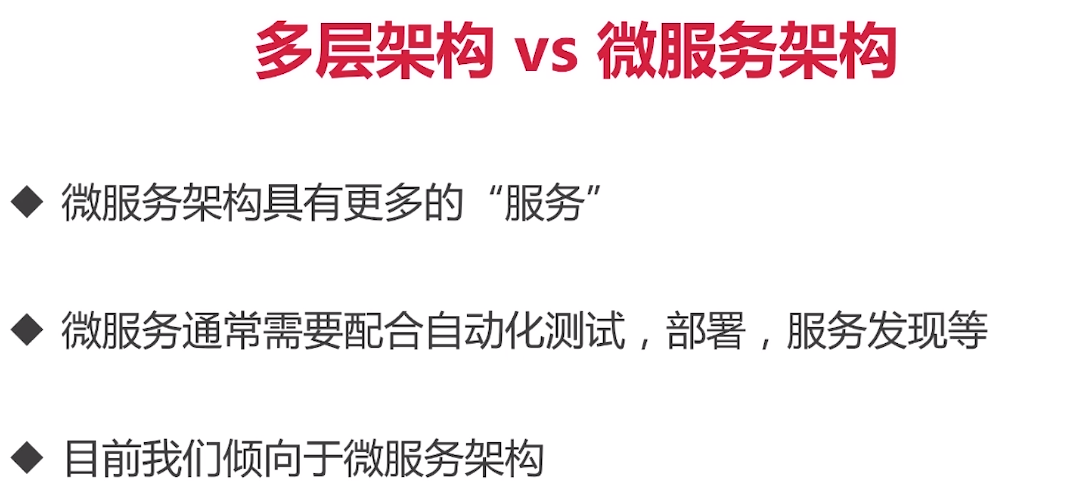 多层架构 vs 微服务架构
◆ 微服务架构具有更多的“服务”
◆ 微服务通常需要配合自动化测试，部署，服务发现等
◆ 目前我们倾向于微服务架构